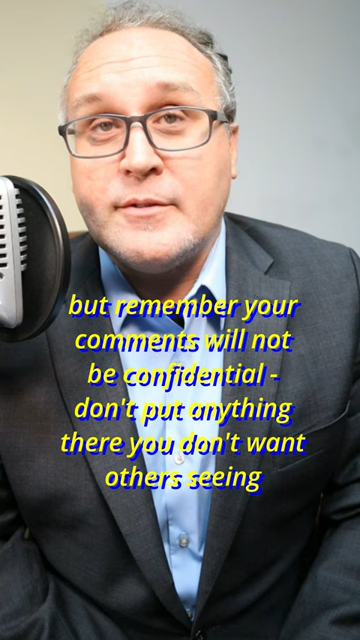 but remember your
comments will not
be confidential -
don't put anything
there you don't want
others seeing